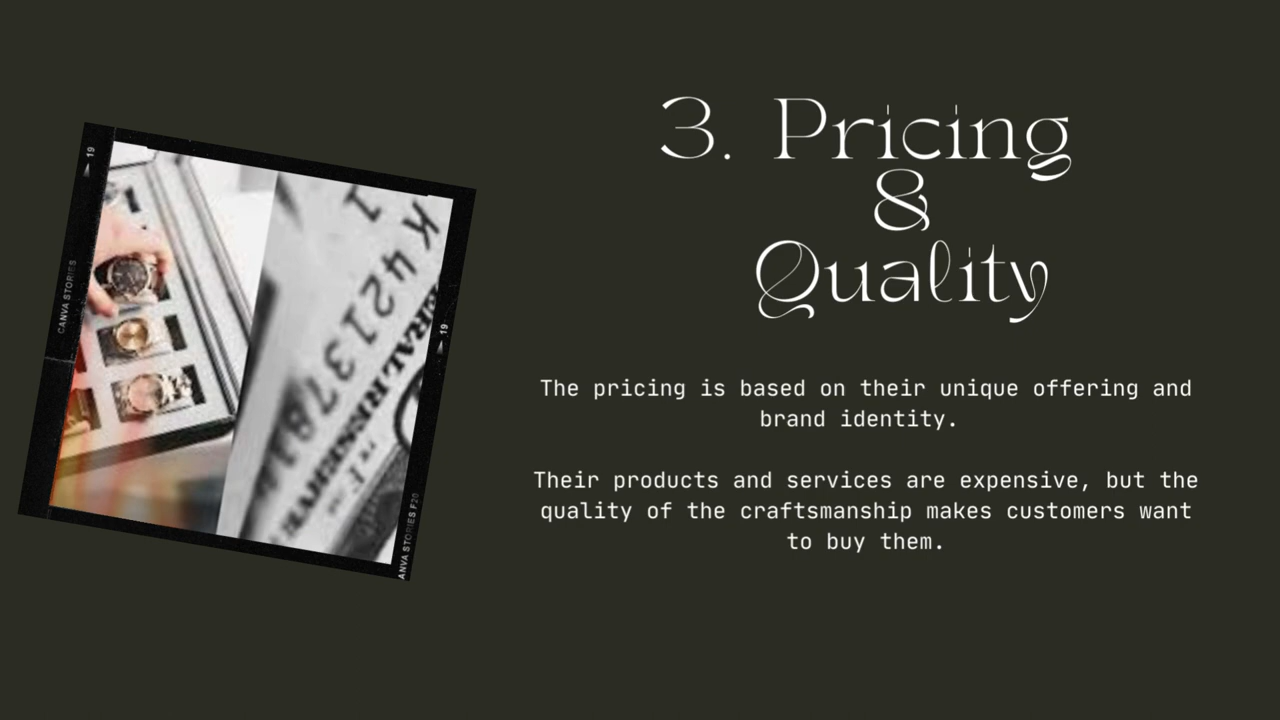 3. Pricing
&
Quality
The pricing is based on their unique offering and
brand identity.
Their products and services are expensive, but the
quality of the craftsmanship makes customers want
to buy them.
19
CANVA STORIES
19
ANVA STORIES F20